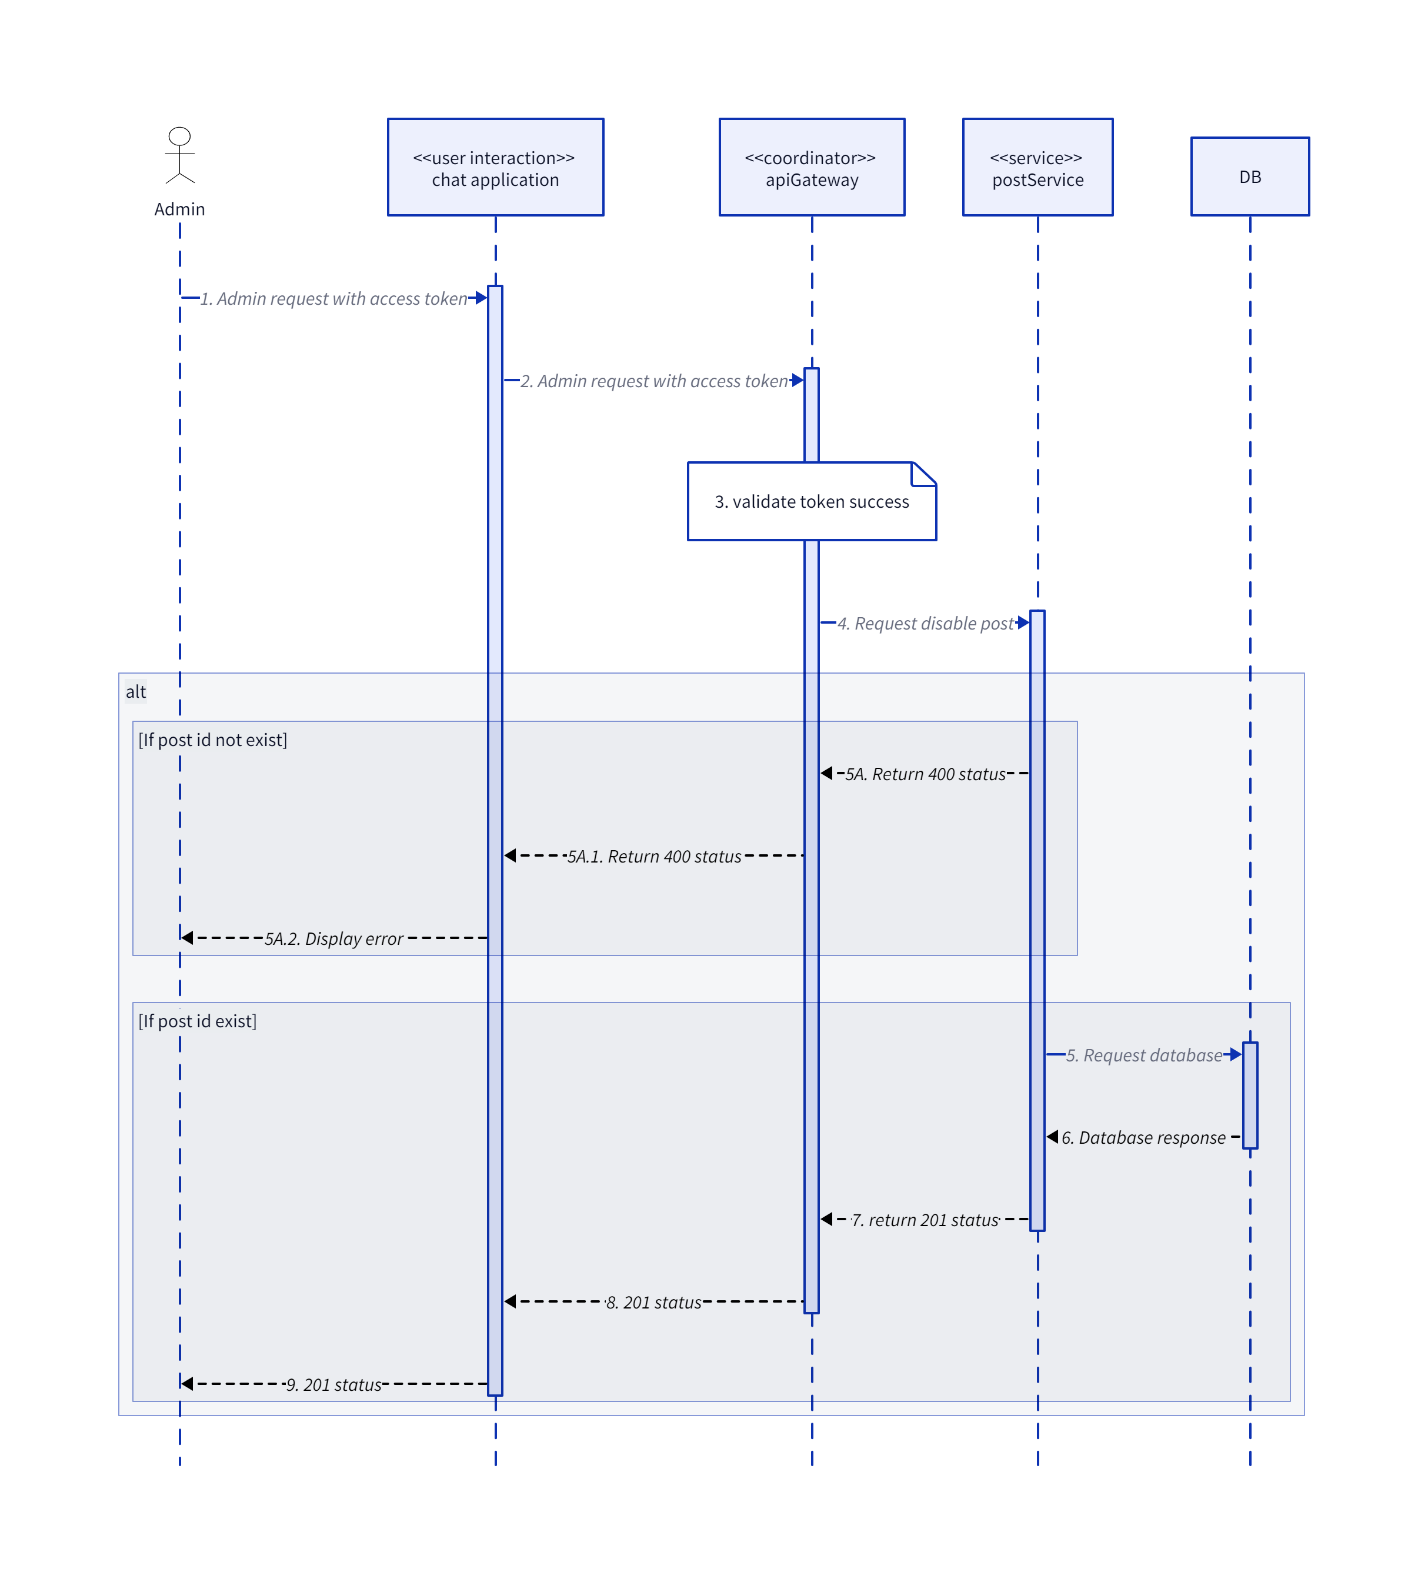 Admin
<<user interaction>>
chat application
<<coordinator>>
apiGateway
<<service>>
postService
DB
1. Admin request with access token
2. Admin request with access token
3. validate token success
4. Request disable post
alt
[If post id not exist]
5A. Return 400 status
5A.1. Return 400 status
5A.2. Display error
[If post id exist]
5. Request database
6. Database response
7. return 201 status
8. 201 status
9. 201 status